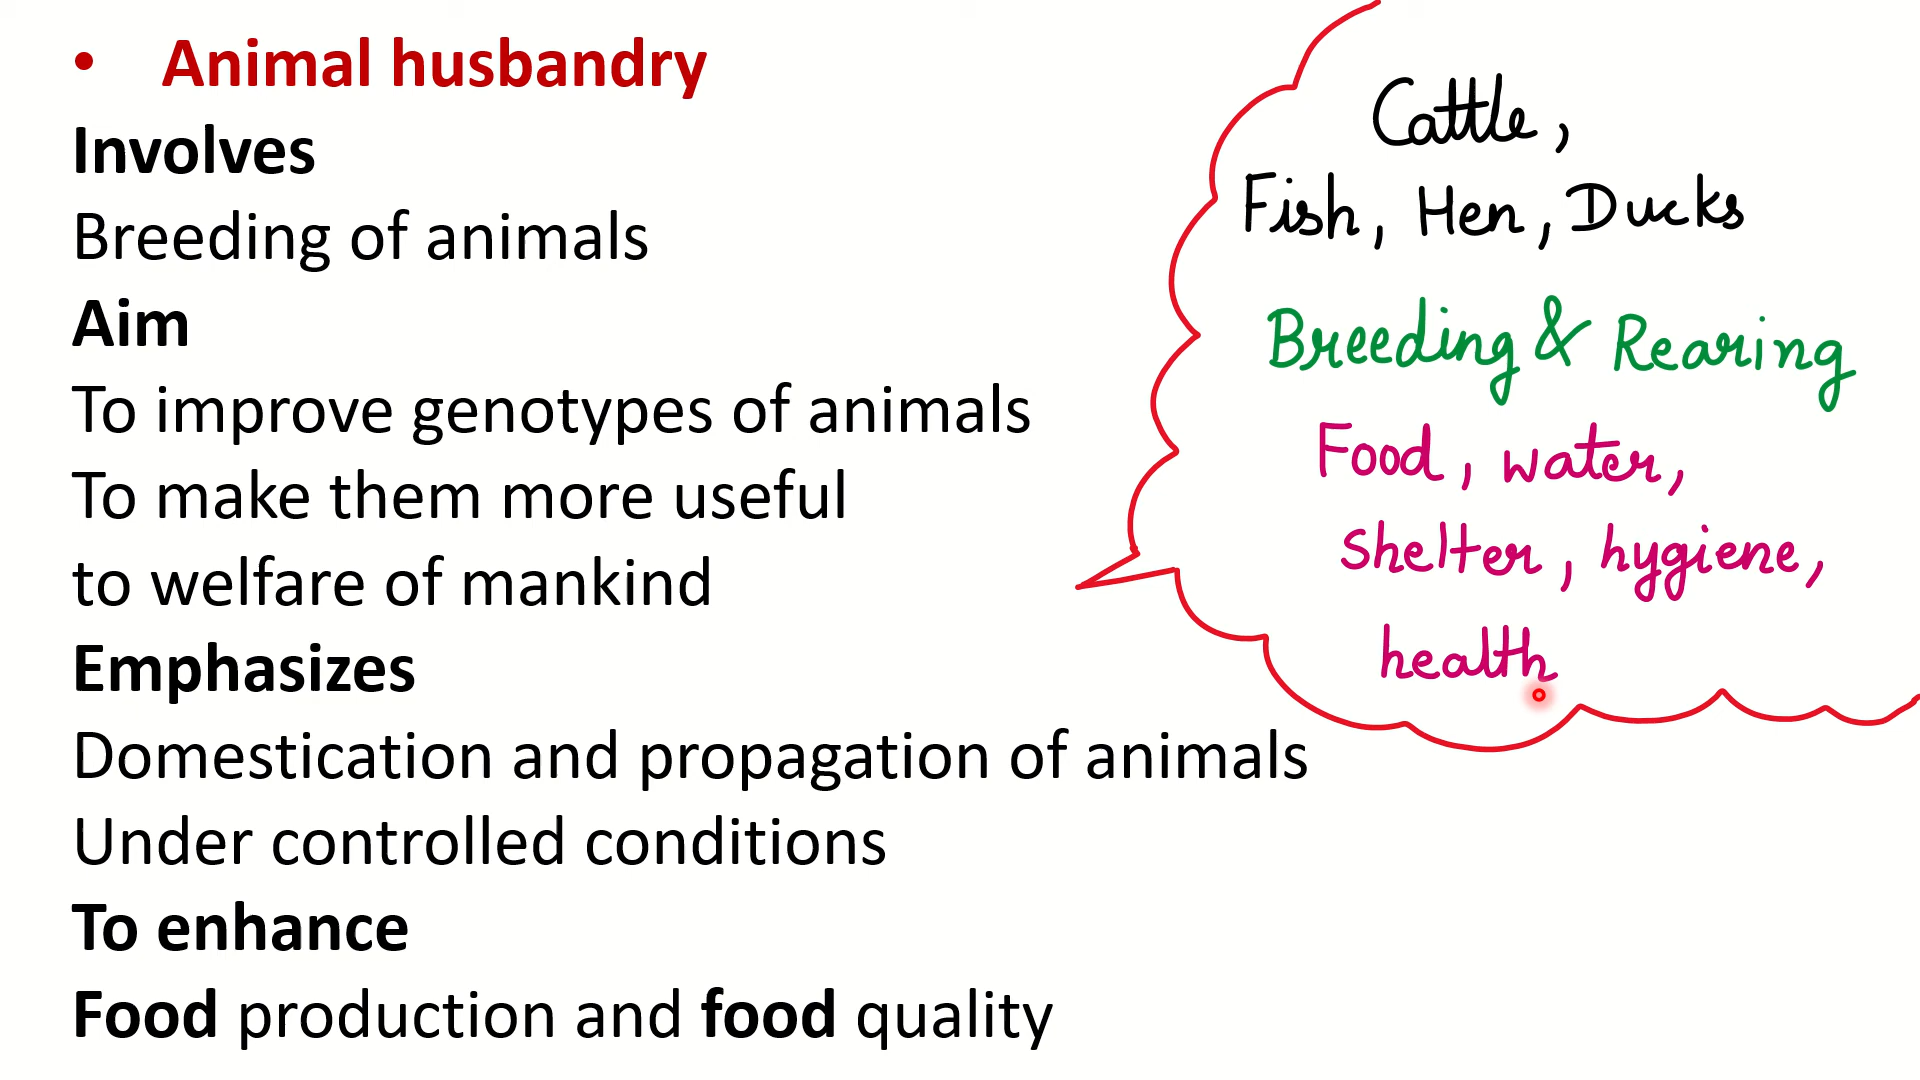 • Animal husbandry
Involves
Breeding of animals
Aim
To improve genotypes of animals
To make them more useful
to welfare of mankind
Emphasizes
Domestication and propagation of animals
Under controlled conditions
To enhance
Food production and food quality
Cattle,
Fish, Hen, Ducks
Breeding & Rearing
Food, water,
Shelter, hygiene,
health